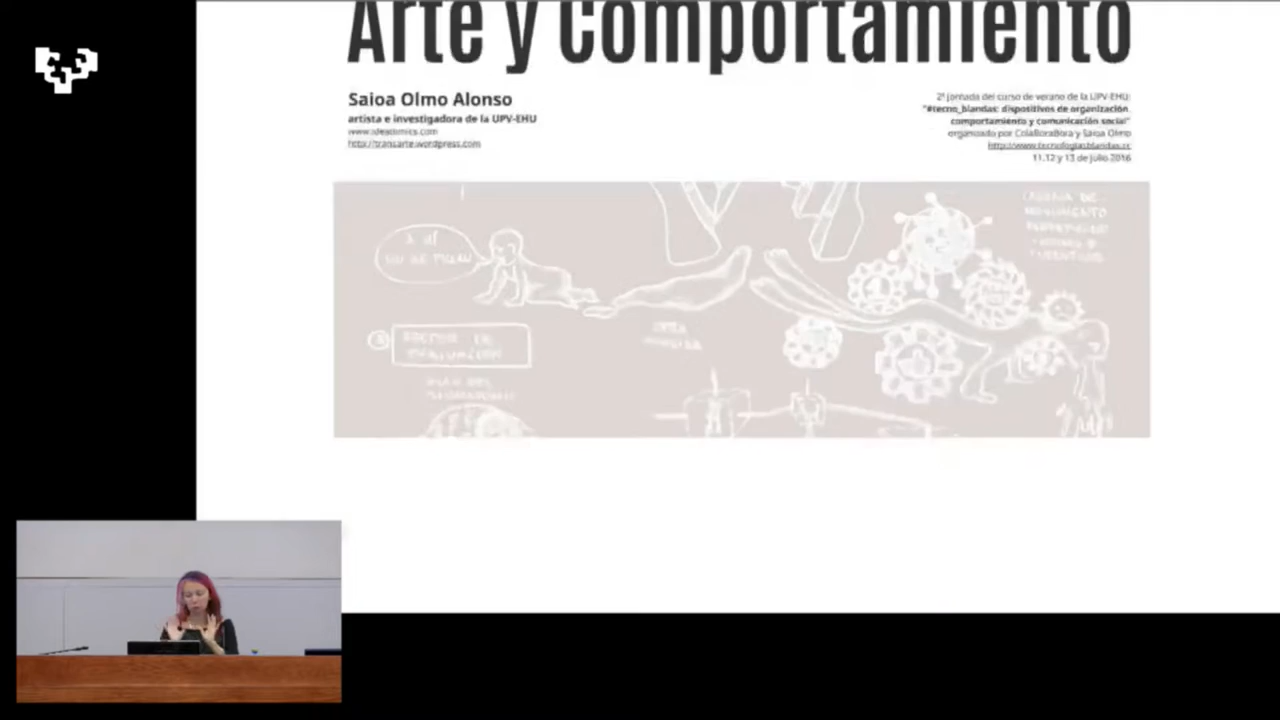 Arte y Comportamiento
Saioa Olmo Alonso
artista e investigadora de la UPV-EHU
www.ideatomics.com
http://transarte.wordpress.com
2ª jornada del curso de verano de la UPV-EHU:
"#tecno_blandas: dispositivos de organización,
comportamiento y comunicación social"
organizado por ColaBoraBora y Saioa Olmo
http://www.tecnologiasblandas.cc
11,12 y 13 de julio 2016